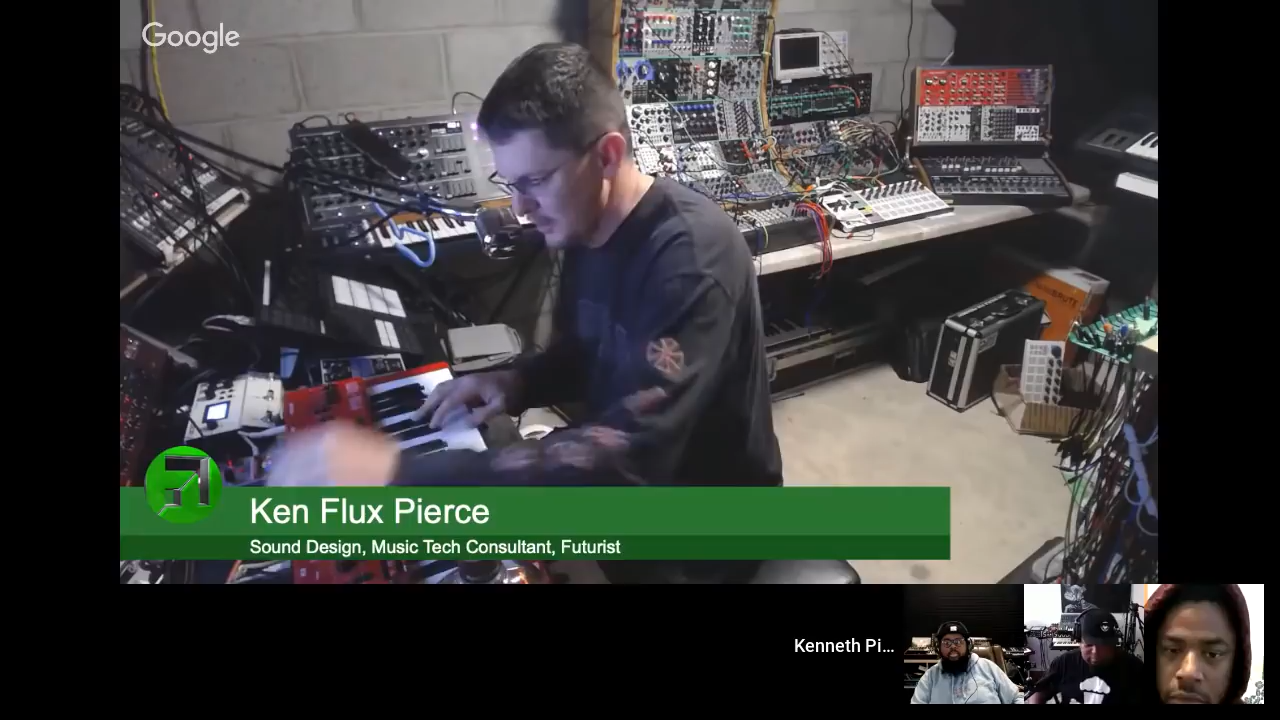 Google
Ken Flux Pierce
Sound Design, Music Tech Consultant, Futurist
Kenneth Pi...